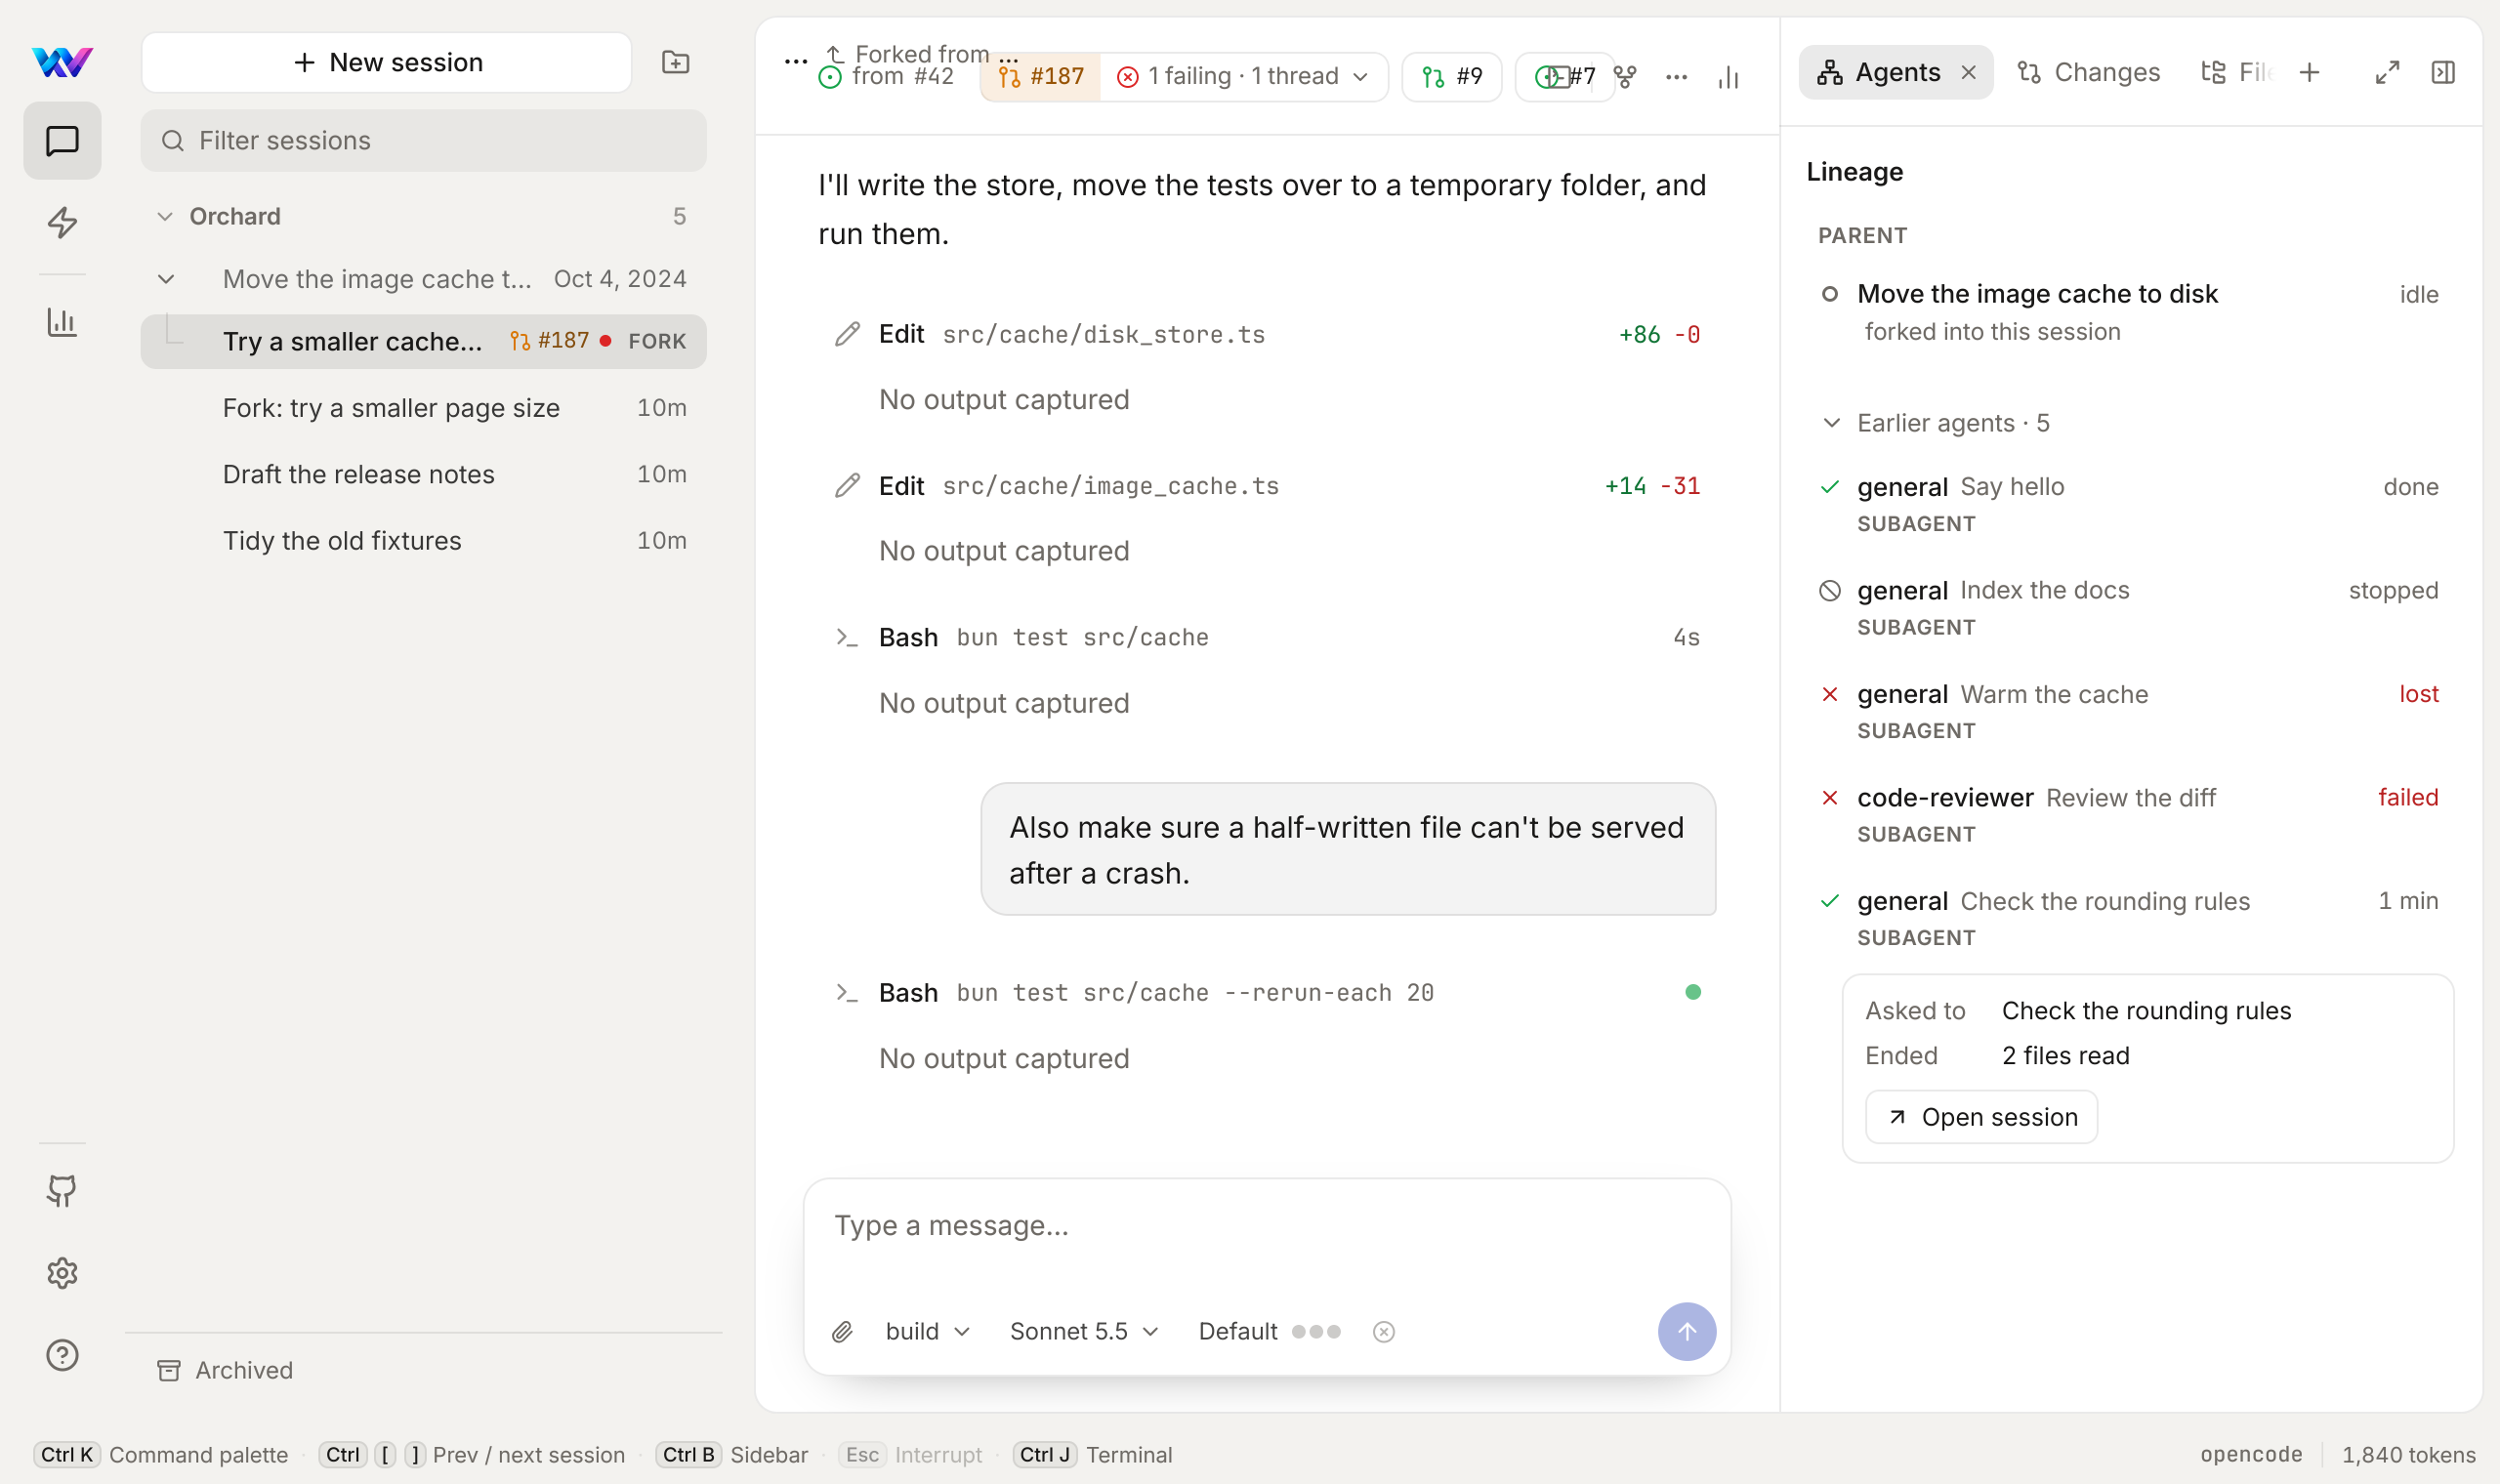 New session
Filter sessions
Orchard 5
Move the image cache t... Oct 4, 2024
Try a smaller cache... #187 FORK
Fork: try a smaller page size 10m
Draft the release notes 10m
Tidy the old fixtures 10m
Archived
... Forked from ...
from #42 #187 1 failing · 1 thread #9 #7
I'll write the store, move the tests over to a temporary folder, and
run them.
Edit src/cache/disk_store.ts +86 -0
No output captured
Edit src/cache/image_cache.ts +14 -31
No output captured
Bash bun test src/cache 4s
No output captured
Also make sure a half-written file can't be served
after a crash.
Bash bun test src/cache --rerun-each 20
No output captured
Type a message...
build Sonnet 5.5 Default
Agents Changes
Lineage
PARENT
Move the image cache to disk idle
forked into this session
Earlier agents · 5
general Say hello done
SUBAGENT
general Index the docs stopped
SUBAGENT
general Warm the cache lost
SUBAGENT
code-reviewer Review the diff failed
SUBAGENT
general Check the rounding rules 1 min
SUBAGENT
Asked to Check the rounding rules
Ended 2 files read
Open session
Ctrl K Command palette · Ctrl [ ] Prev / next session · Ctrl B Sidebar · Esc Interrupt · Ctrl J Terminal
opencode 1,840 tokens